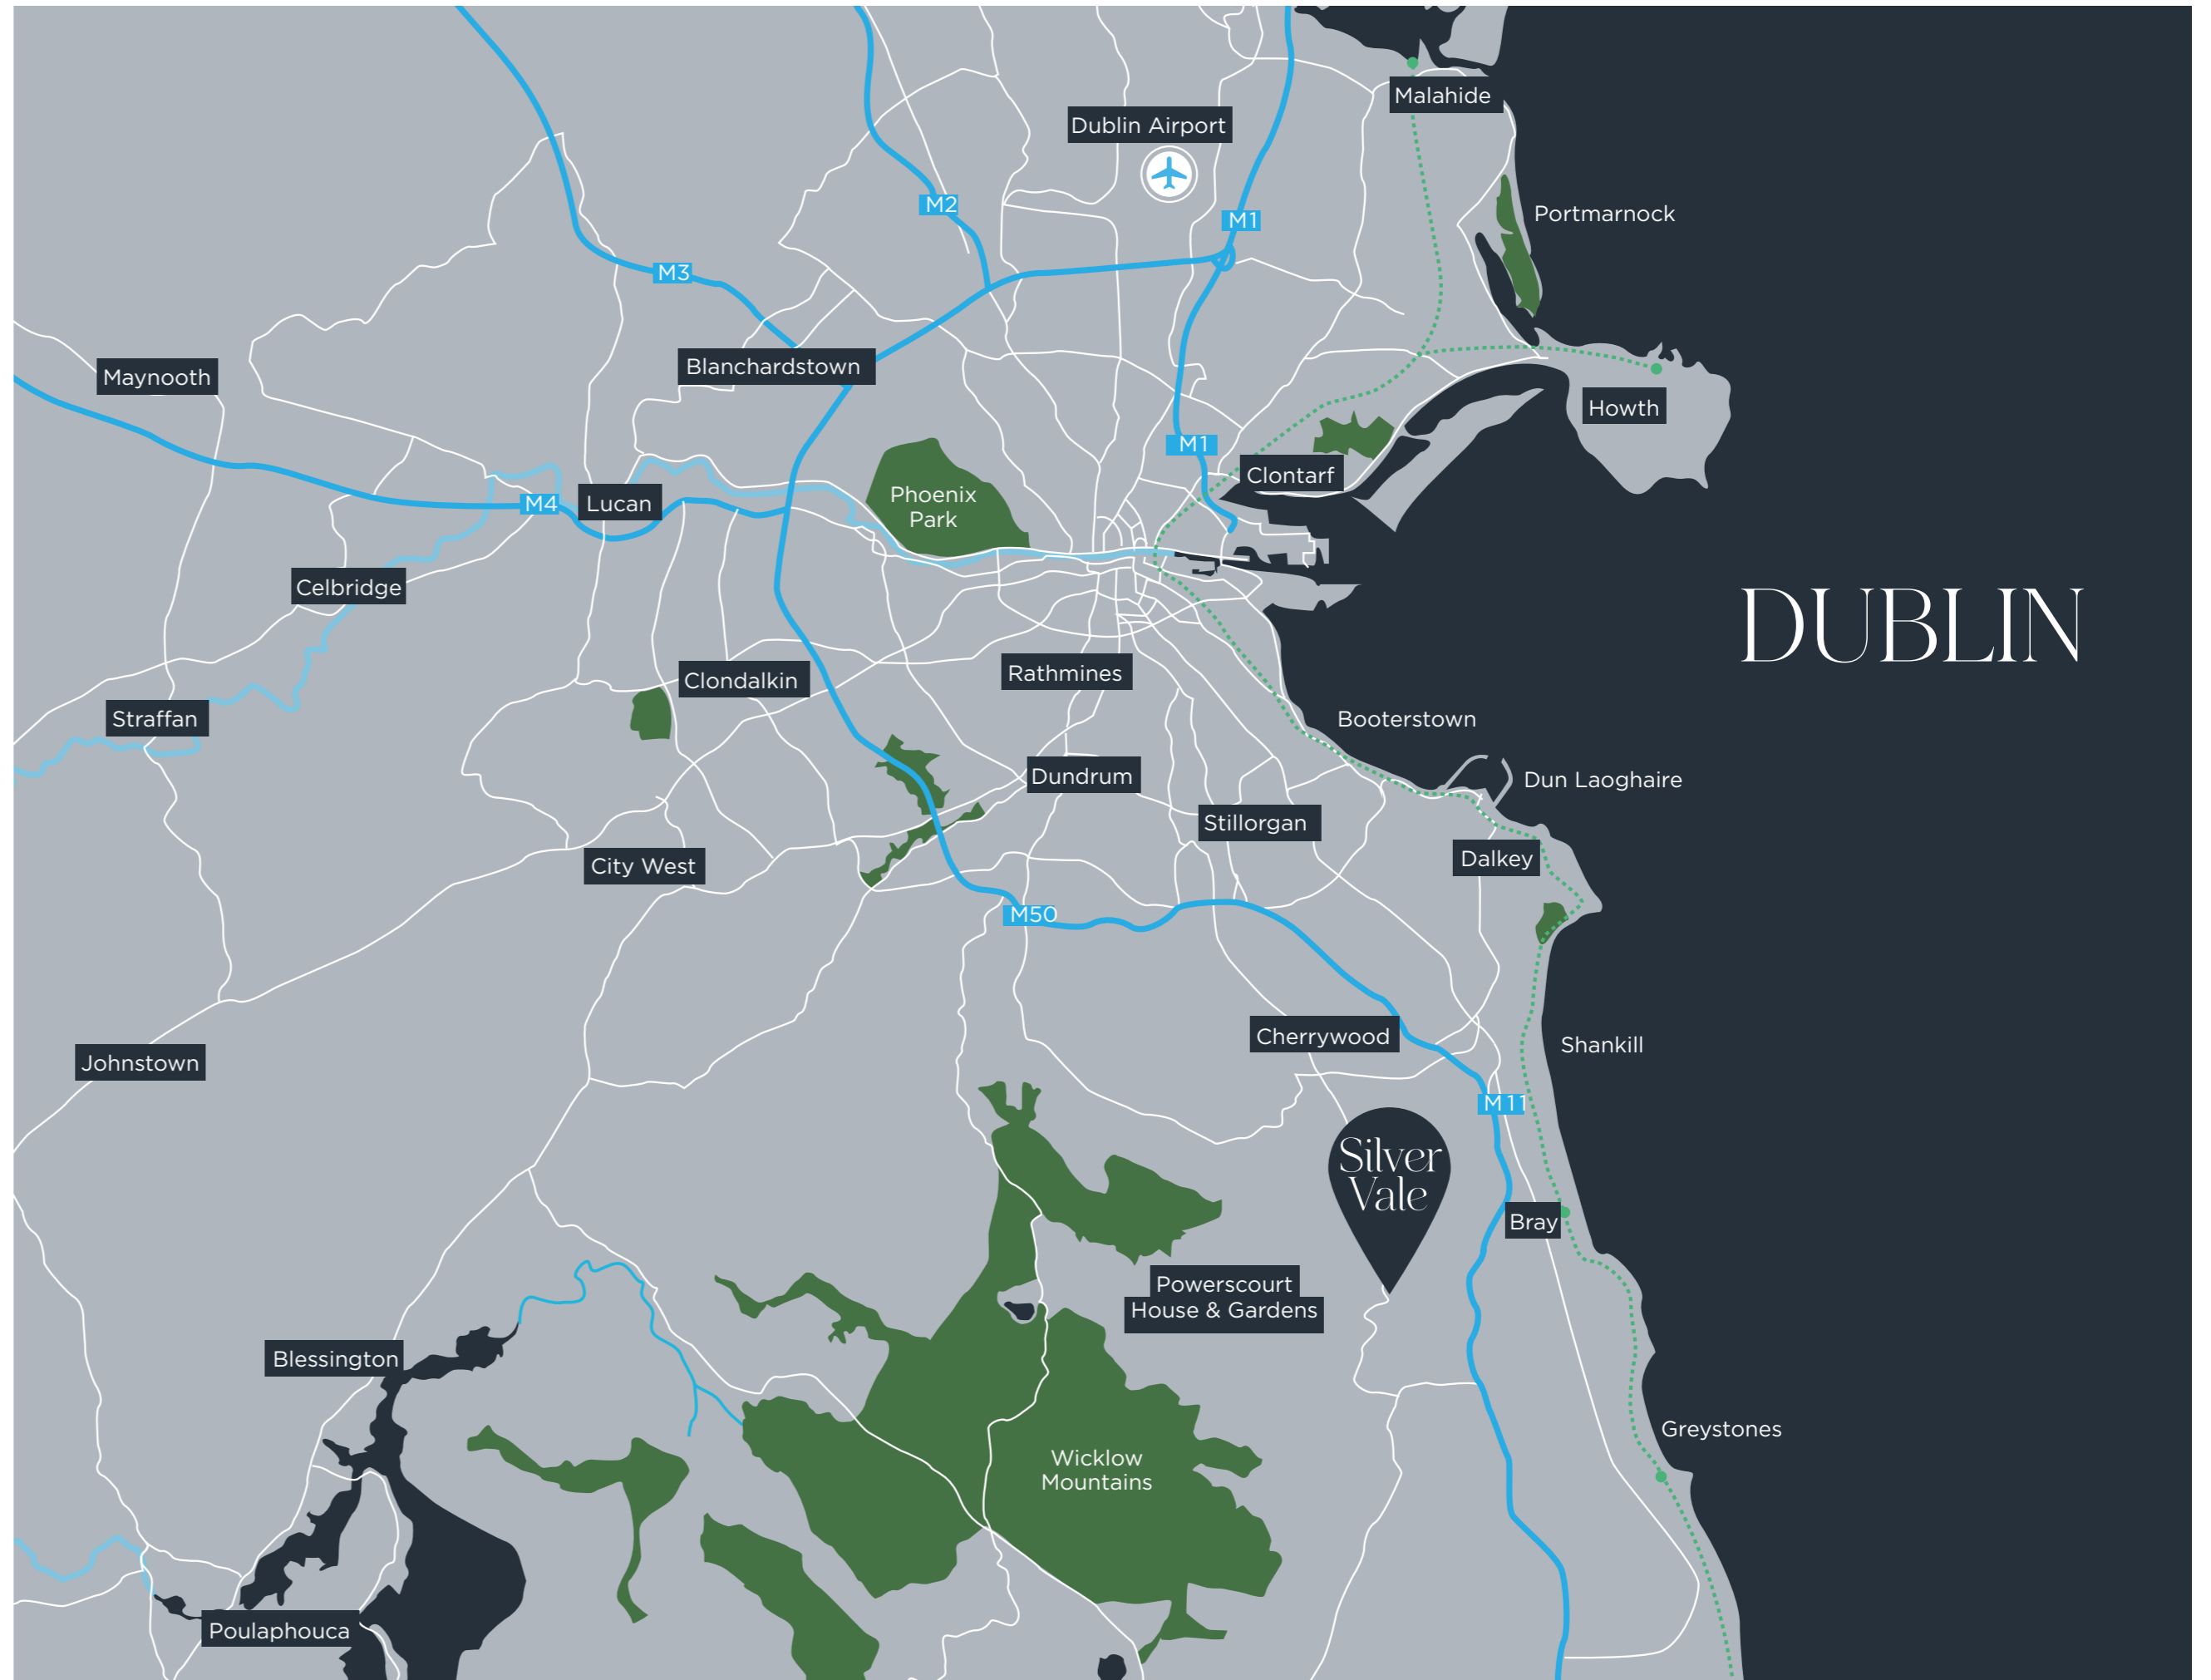 Malahide
Dublin Airport
M2
Portmarnock
M1
M3
Blanchardstown
Maynooth
Howth
M1
Clontarf
Phoenix
Park
M4
Lucan
Celbridge
DUBLIN
Rathmines
Clondalkin
Straffan
Booterstown
Dundrum
Dun Laoghaire
Stillorgan
Dalkey
City West
M50
Cherrywood
Shankill
Johnstown
M11
Silver
Vale
Bray
Powerscourt
House & Gardens
Blessington
Greystones
Wicklow
Mountains
Poulaphouca